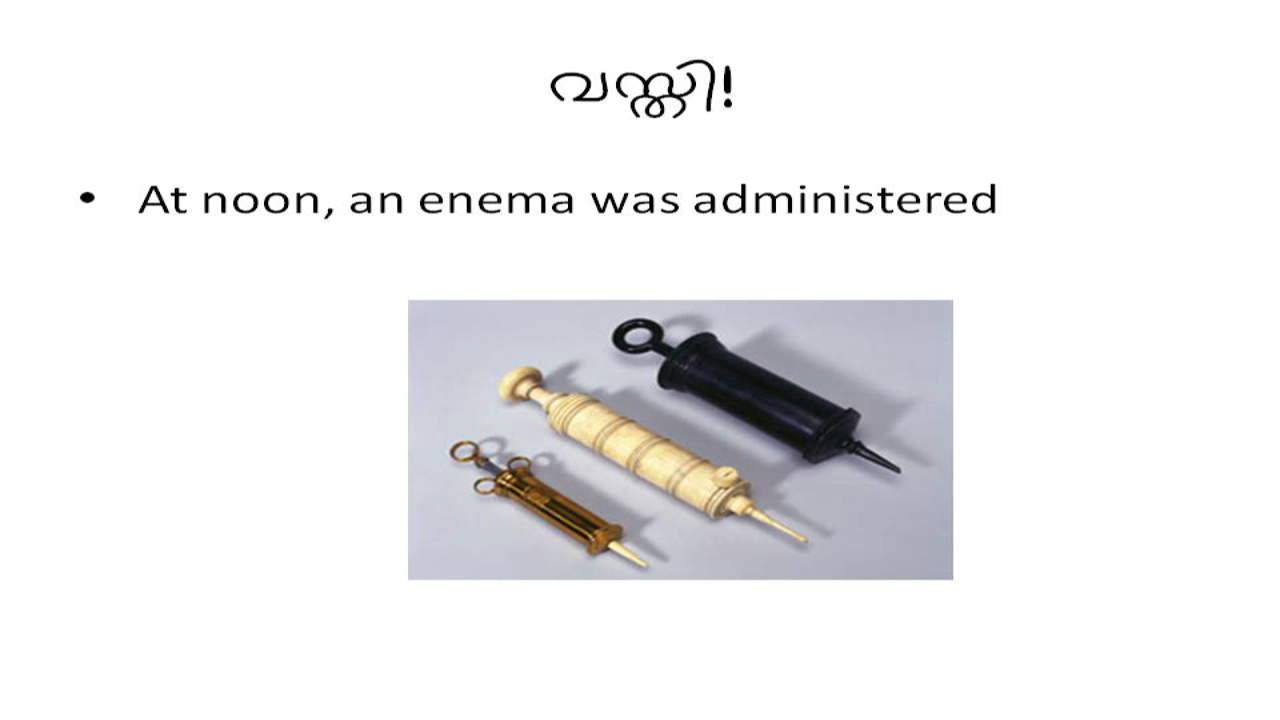 വസ്തി!
• At noon, an enema was administered